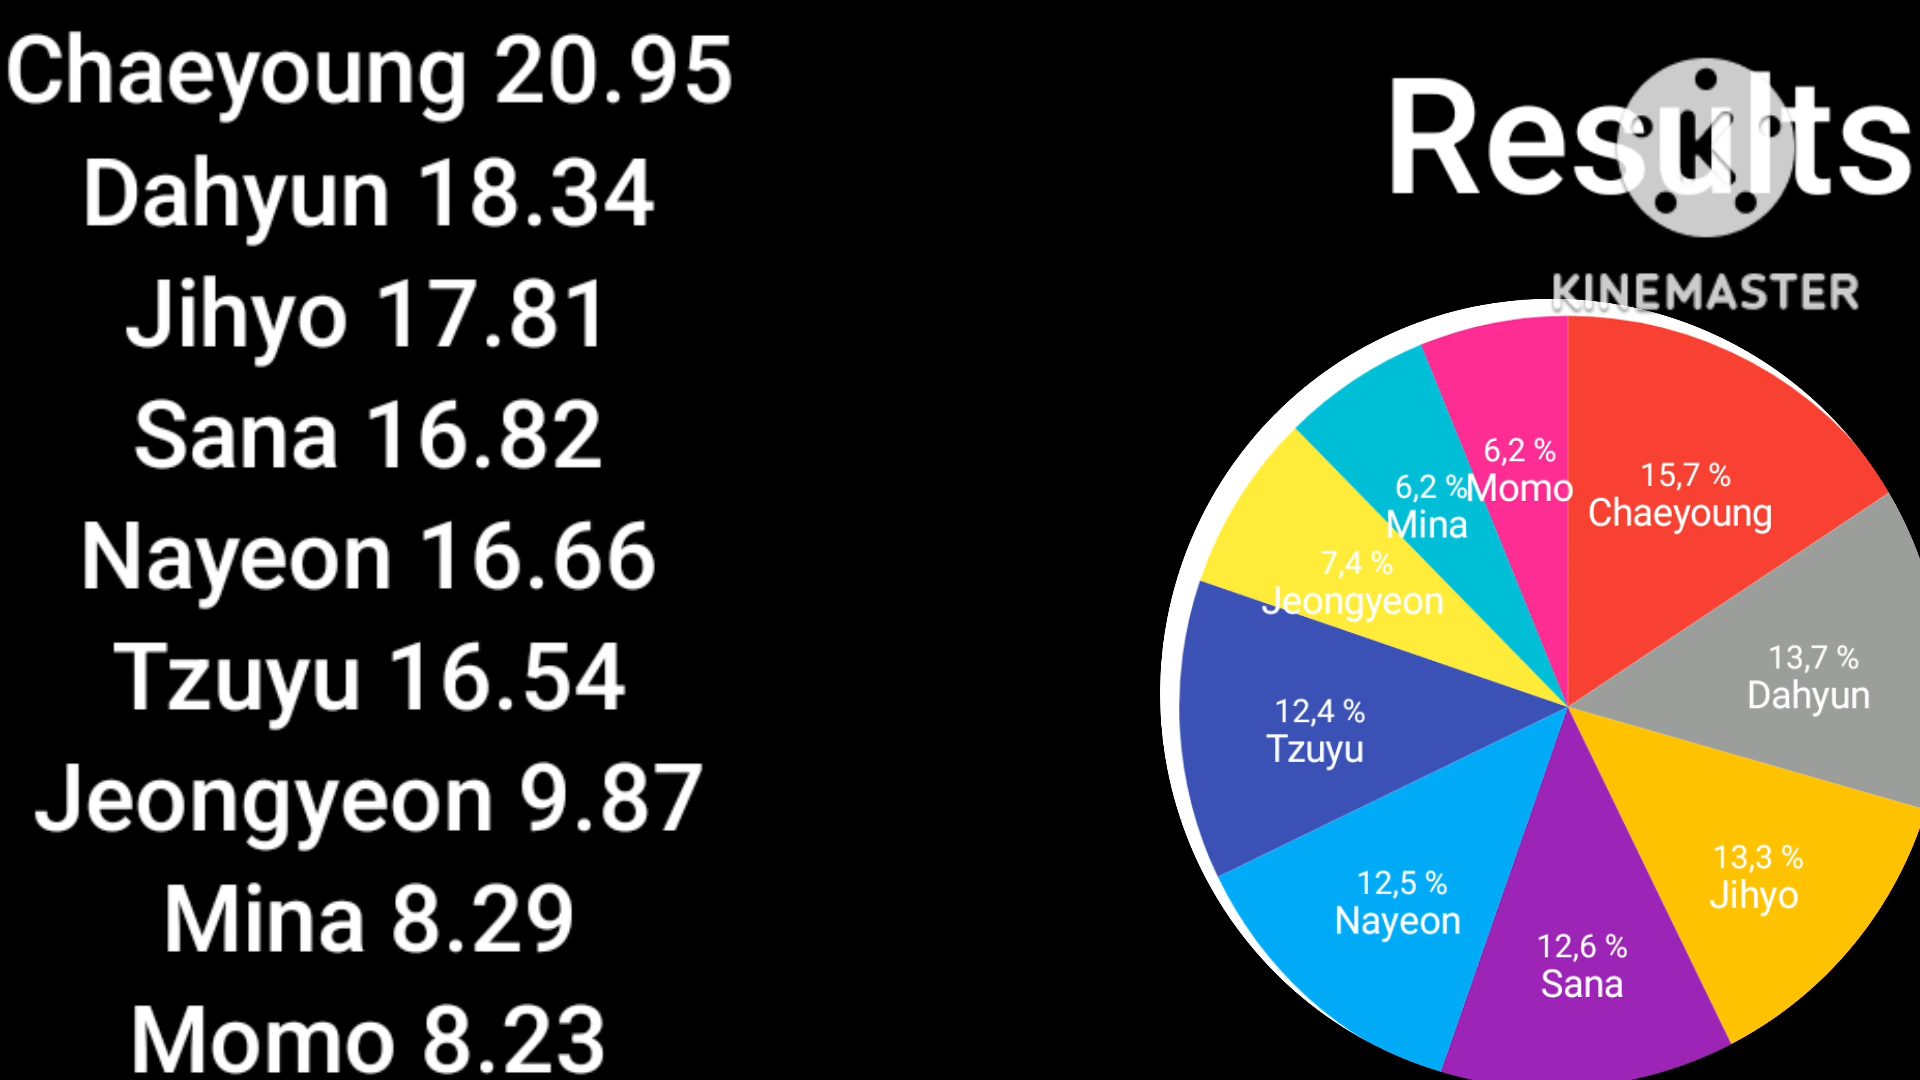 Chaeyoung 20.95
Dahyun 18.34
Jihyo 17.81
Sana 16.82
Nayeon 16.66
Tzuyu 16.54
Jeongyeon 9.87
Mina 8.29
Momo 8.23
Results
KINEMASTER
6,2 %
Momo
15,7 %
Chaeyoung
6,2 %
Mina
7,4 %
Jeongyeon
13,7 %
Dahyun
12,4 %
Tzuyu
13,3 %
Jihyo
12,5 %
Nayeon
12,6 %
Sana